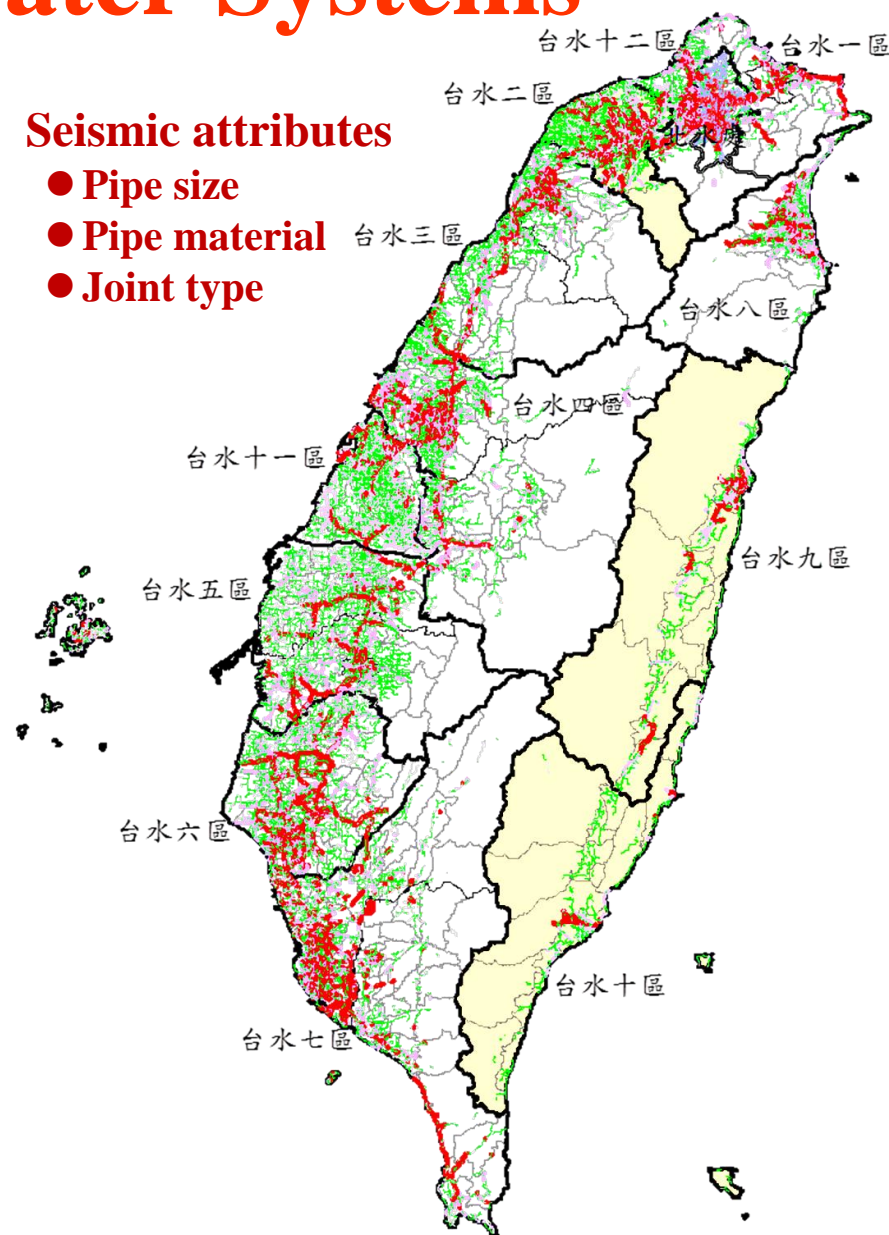 ater Systems
Seismic attributes
● Pipe size
● Pipe material
● Joint type
台水十二區
台水一區
台水二區
北水處
台水三區
台水八區
台水四區
台水十一區
台水九區
台水五區
台水六區
台水十區
台水七區